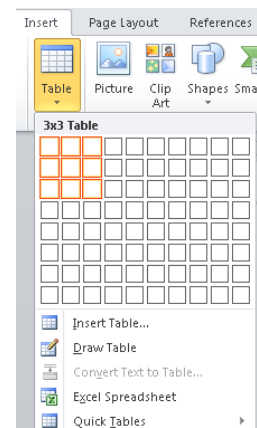 Insert Page Layout References
Table Picture Clip Art Shapes Sma
3x3 Table
Insert Table...
Draw Table
Convert Text to Table...
Excel Spreadsheet
Quick Tables